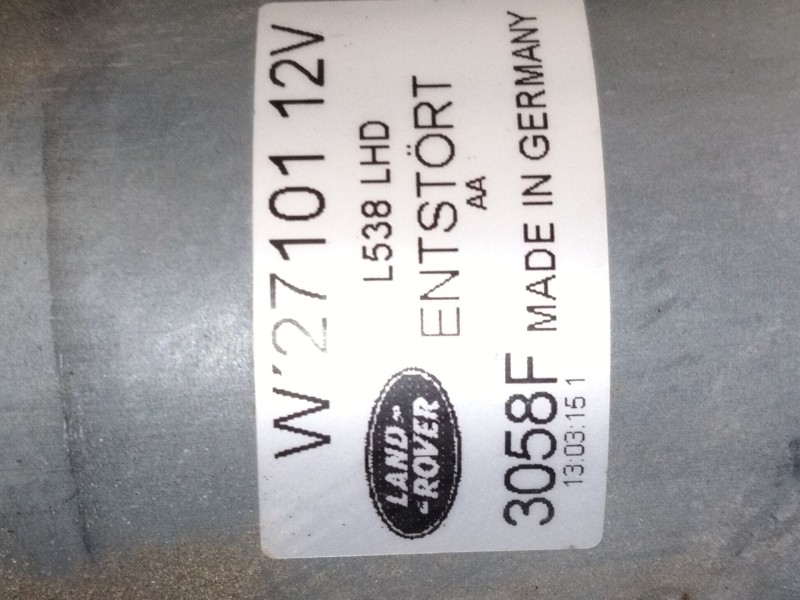 W'27101 12V
L538 LHD
ENTSTÖRT
AA
LAND
ROVER
3058F MADE IN GERMANY
13:03:15 1